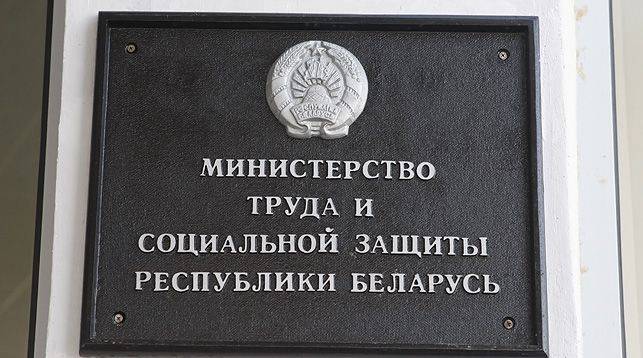 МИНИСТЕРСТВО
ТРУДА И
СОЦИАЛЬНОЙ ЗАЩИТЫ
РЕСПУБЛИКИ БЕЛАРУСЬ